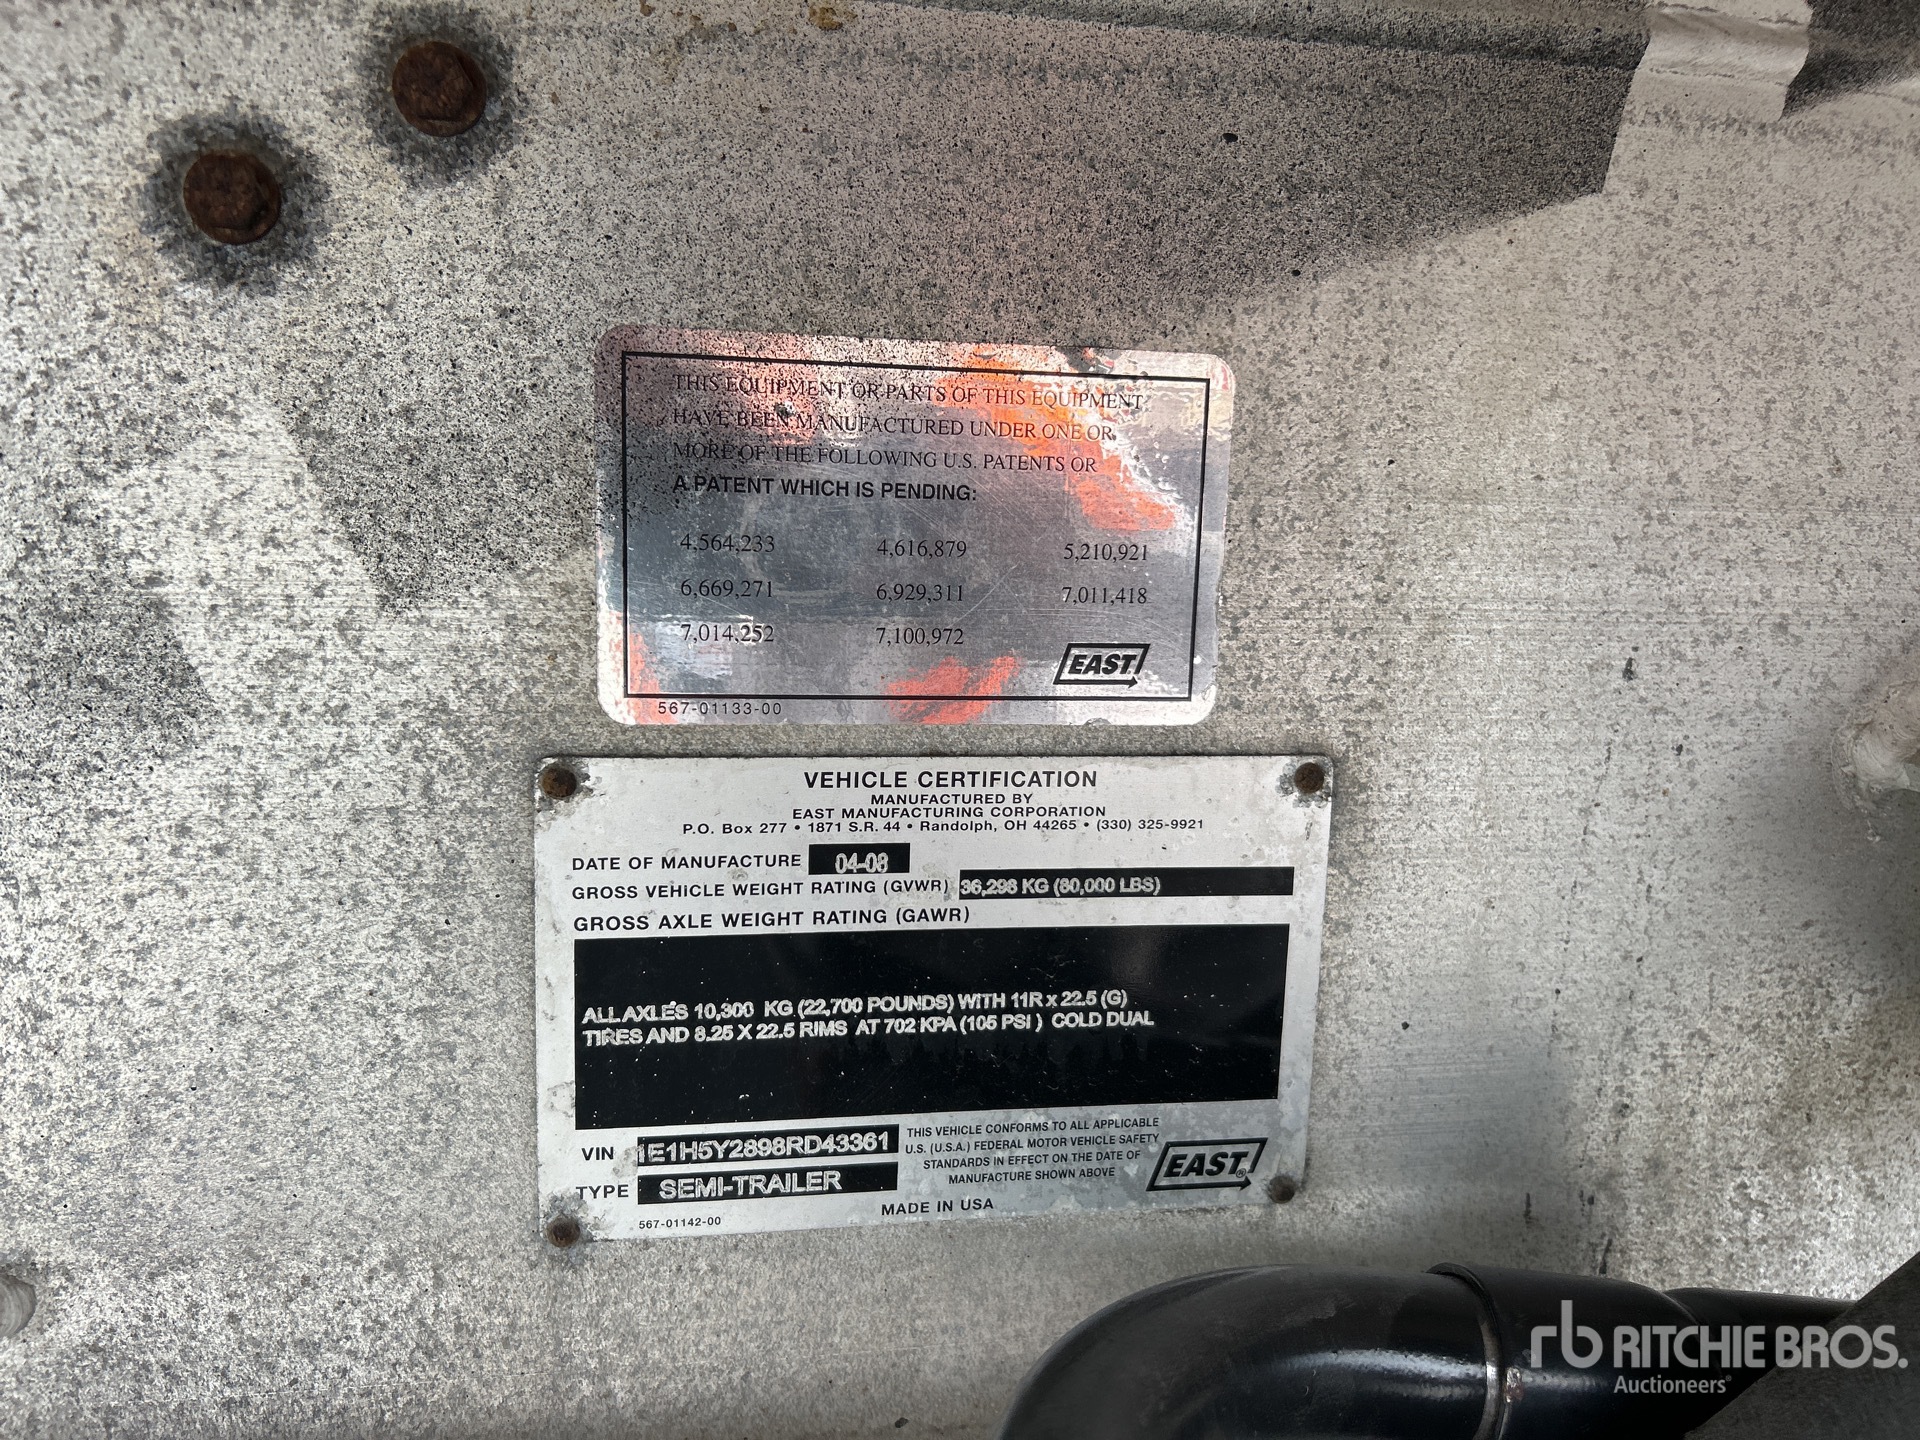 THIS EQUIPMENT OR PARTS OF THIS EQUIPMENT
HAVE BEEN MANUFACTURED UNDER ONE OR
MORE OF THE FOLLOWING U.S. PATENTS OR
A PATENT WHICH IS PENDING:
4,564,233 4,616,879 5,210,921
6,669,271 6,929,311 7,011,418
7,014,252 7,100,972
EAST
567-01133-00
VEHICLE CERTIFICATION
MANUFACTURED BY
EAST MANUFACTURING CORPORATION
P.O. Box 277 • 1871 S.R. 44 • Randolph, OH 44265 • (330) 325-9921
DATE OF MANUFACTURE 04-08
GROSS VEHICLE WEIGHT RATING (GVWR) 36,298 KG (80,000 LBS)
GROSS AXLE WEIGHT RATING (GAWR)
ALL AXLES 10,300 KG (22,700 POUNDS) WITH 11R x 22.5 (G)
TIRES AND 8.25 X 22.5 RIMS AT 702 KPA (105 PSI ) COLD DUAL
VIN 1E1H5Y2898RD43361
TYPE SEMI-TRAILER
THIS VEHICLE CONFORMS TO ALL APPLICABLE
U.S. (U.S.A.) FEDERAL MOTOR VEHICLE SAFETY
STANDARDS IN EFFECT ON THE DATE OF
MANUFACTURE SHOWN ABOVE
EAST®
MADE IN USA
567-01142-00
rb RITCHIE BROS.
Auctioneers®